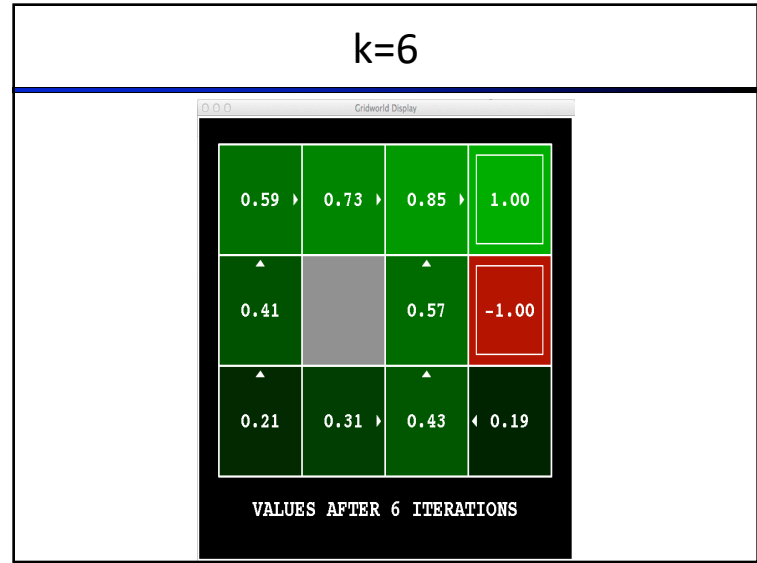 k=6
Gridworld Display
0.59 0.73 0.85 1.00
0.41 0.57 -1.00
0.21 0.31 0.43 0.19
VALUES AFTER 6 ITERATIONS